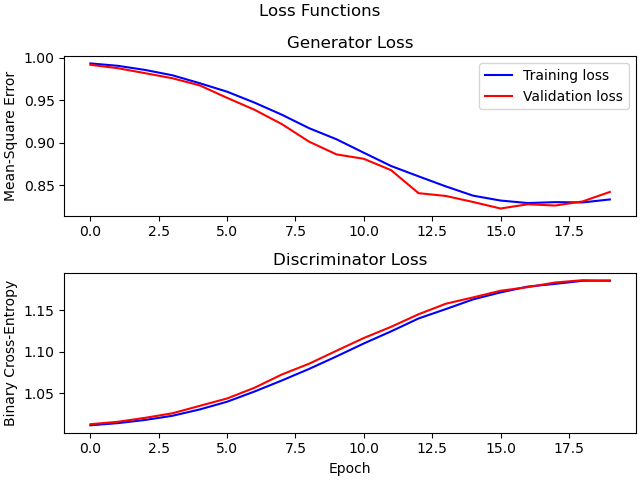 Loss Functions
Generator Loss
Mean-Square Error
1.00
0.95
0.90
0.85
Training loss
Validation loss
0.0 2.5 5.0 7.5 10.0 12.5 15.0 17.5
Discriminator Loss
Binary Cross-Entropy
1.15
1.10
1.05
0.0 2.5 5.0 7.5 10.0 12.5 15.0 17.5
Epoch